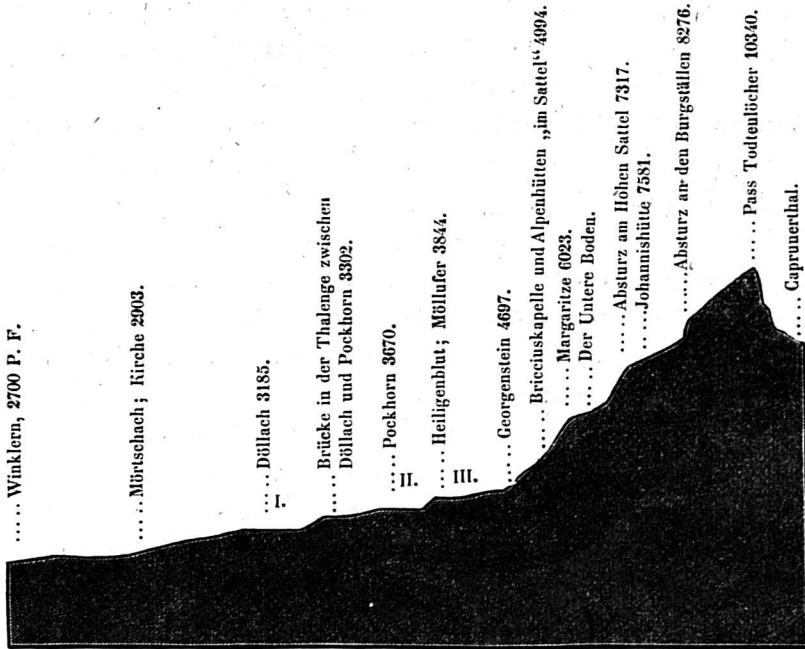 Winklern, 2700 P. F.
Mörtschach; Kirche 2903.
Döllach 3185.
I.
Brücke in der Thalenge zwischen
Döllach und Pockhorn 3302.
Pockhorn 3670.
II.
Heiligenblut; Möllufer 3844.
III.
Georgenstein 4697.
Bricciuskapelle und Alpenhütten „im Sattel“ 4994.
Margaritze 6023.
Der Untere Boden.
Absturz am Hohen Sattel 7317.
Johannishütte 7581.
Absturz an den Burgställen 8276.
Pass Todtenlöcher 10340.
Caprunerthal.